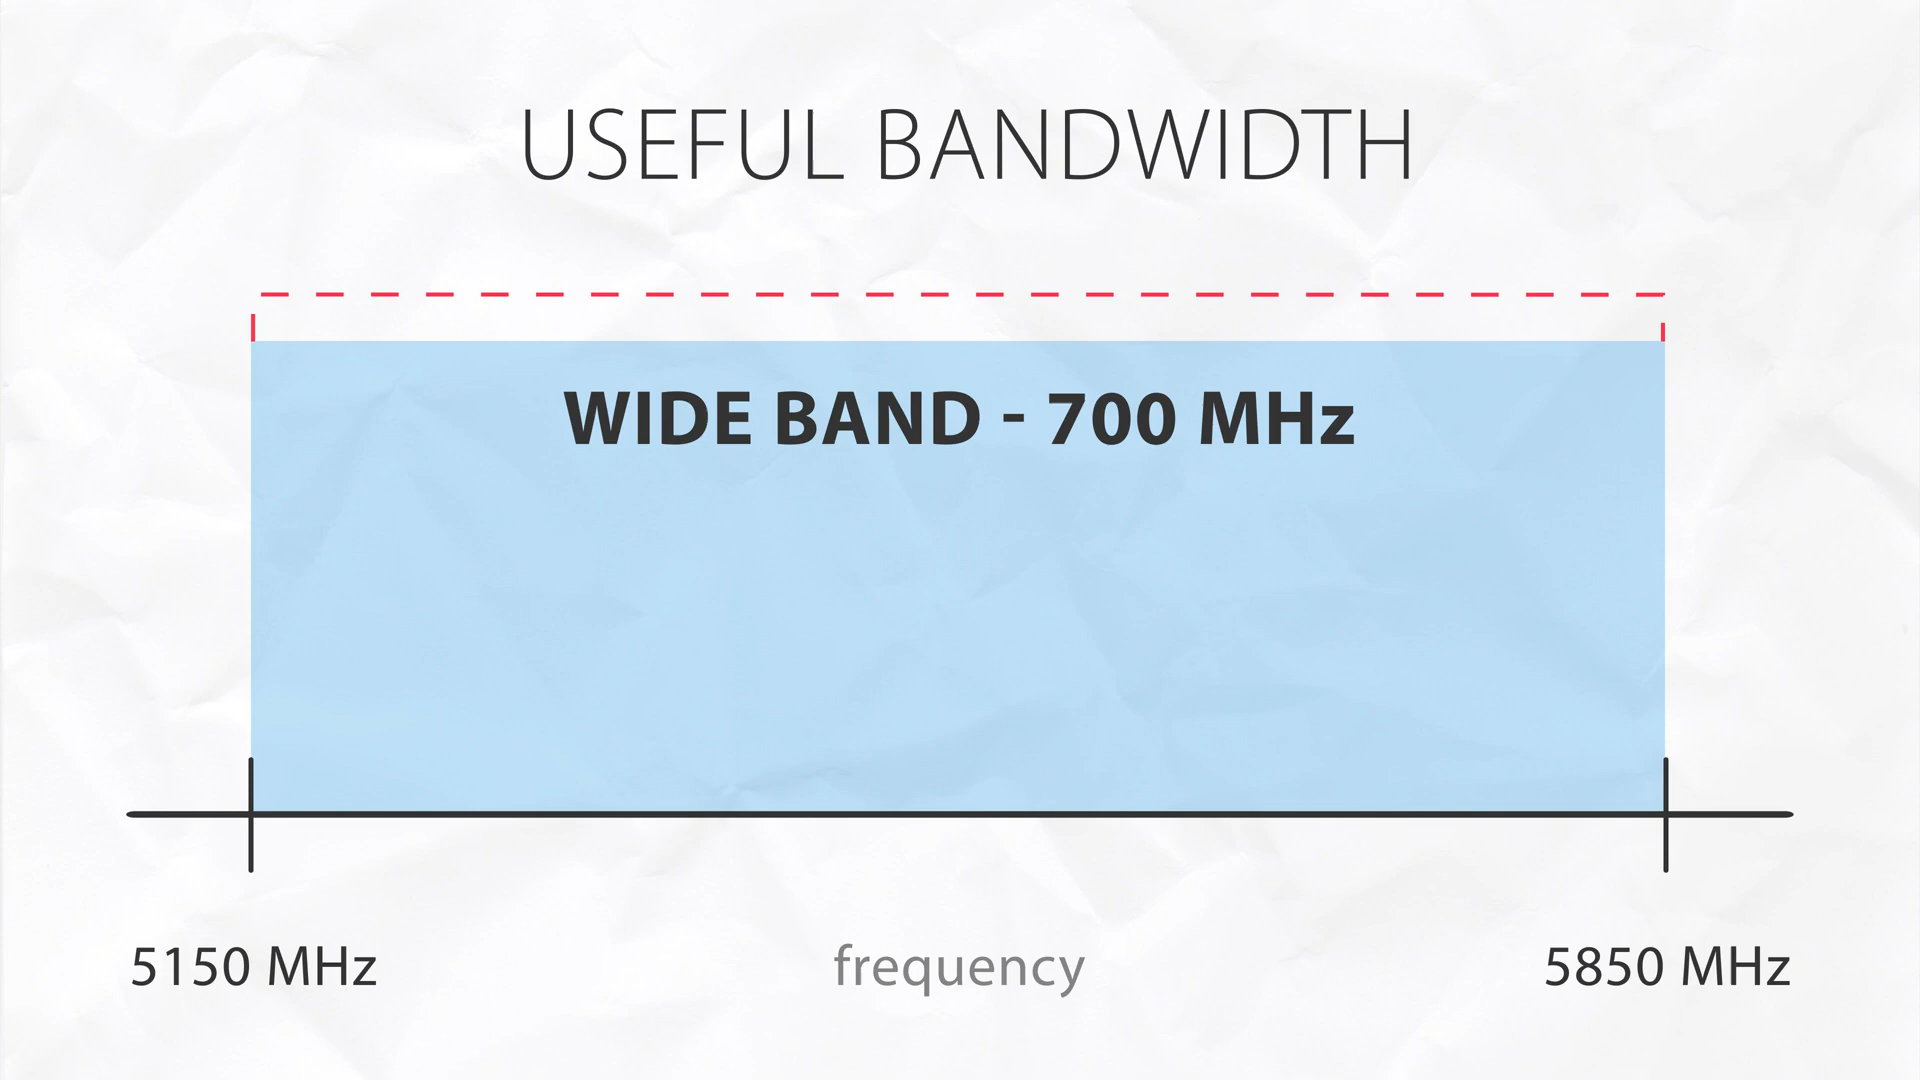 USEFUL BANDWIDTH
WIDE BAND - 700 MHz
5150 MHz
frequency
5850 MHz